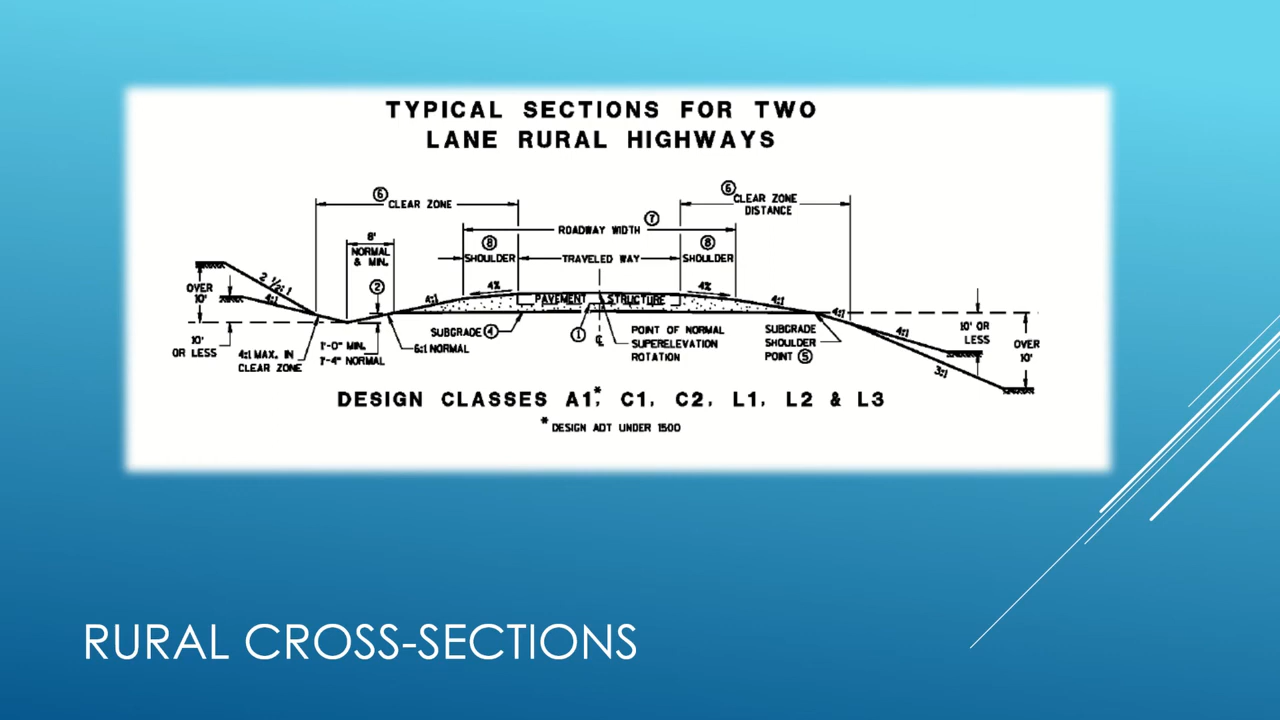 TYPICAL SECTIONS FOR TWO
LANE RURAL HIGHWAYS
6 CLEAR ZONE
6 CLEAR ZONE
DISTANCE
ROADWAY WIDTH 7
8'
NORMAL
& MIN.
8
SHOULDER
TRAVELED WAY
8
SHOULDER
2
2 1/2:1
4:1
OVER
10'
4:1
4%
PAVEMENT STRUCTURE
4%
4:1
4:1
4:1
3:1
10' OR
LESS
OVER
10'
10'
OR LESS
4:1 MAX. IN
CLEAR ZONE
1'-0" MIN.
1'-4" NORMAL
6:1 NORMAL
SUBGRADE 4
1
℄
POINT OF NORMAL
SUPERELEVATION
ROTATION
SUBGRADE
SHOULDER
POINT 5
DESIGN CLASSES A1*, C1, C2, L1, L2 & L3
* DESIGN ADT UNDER 1500
RURAL CROSS-SECTIONS